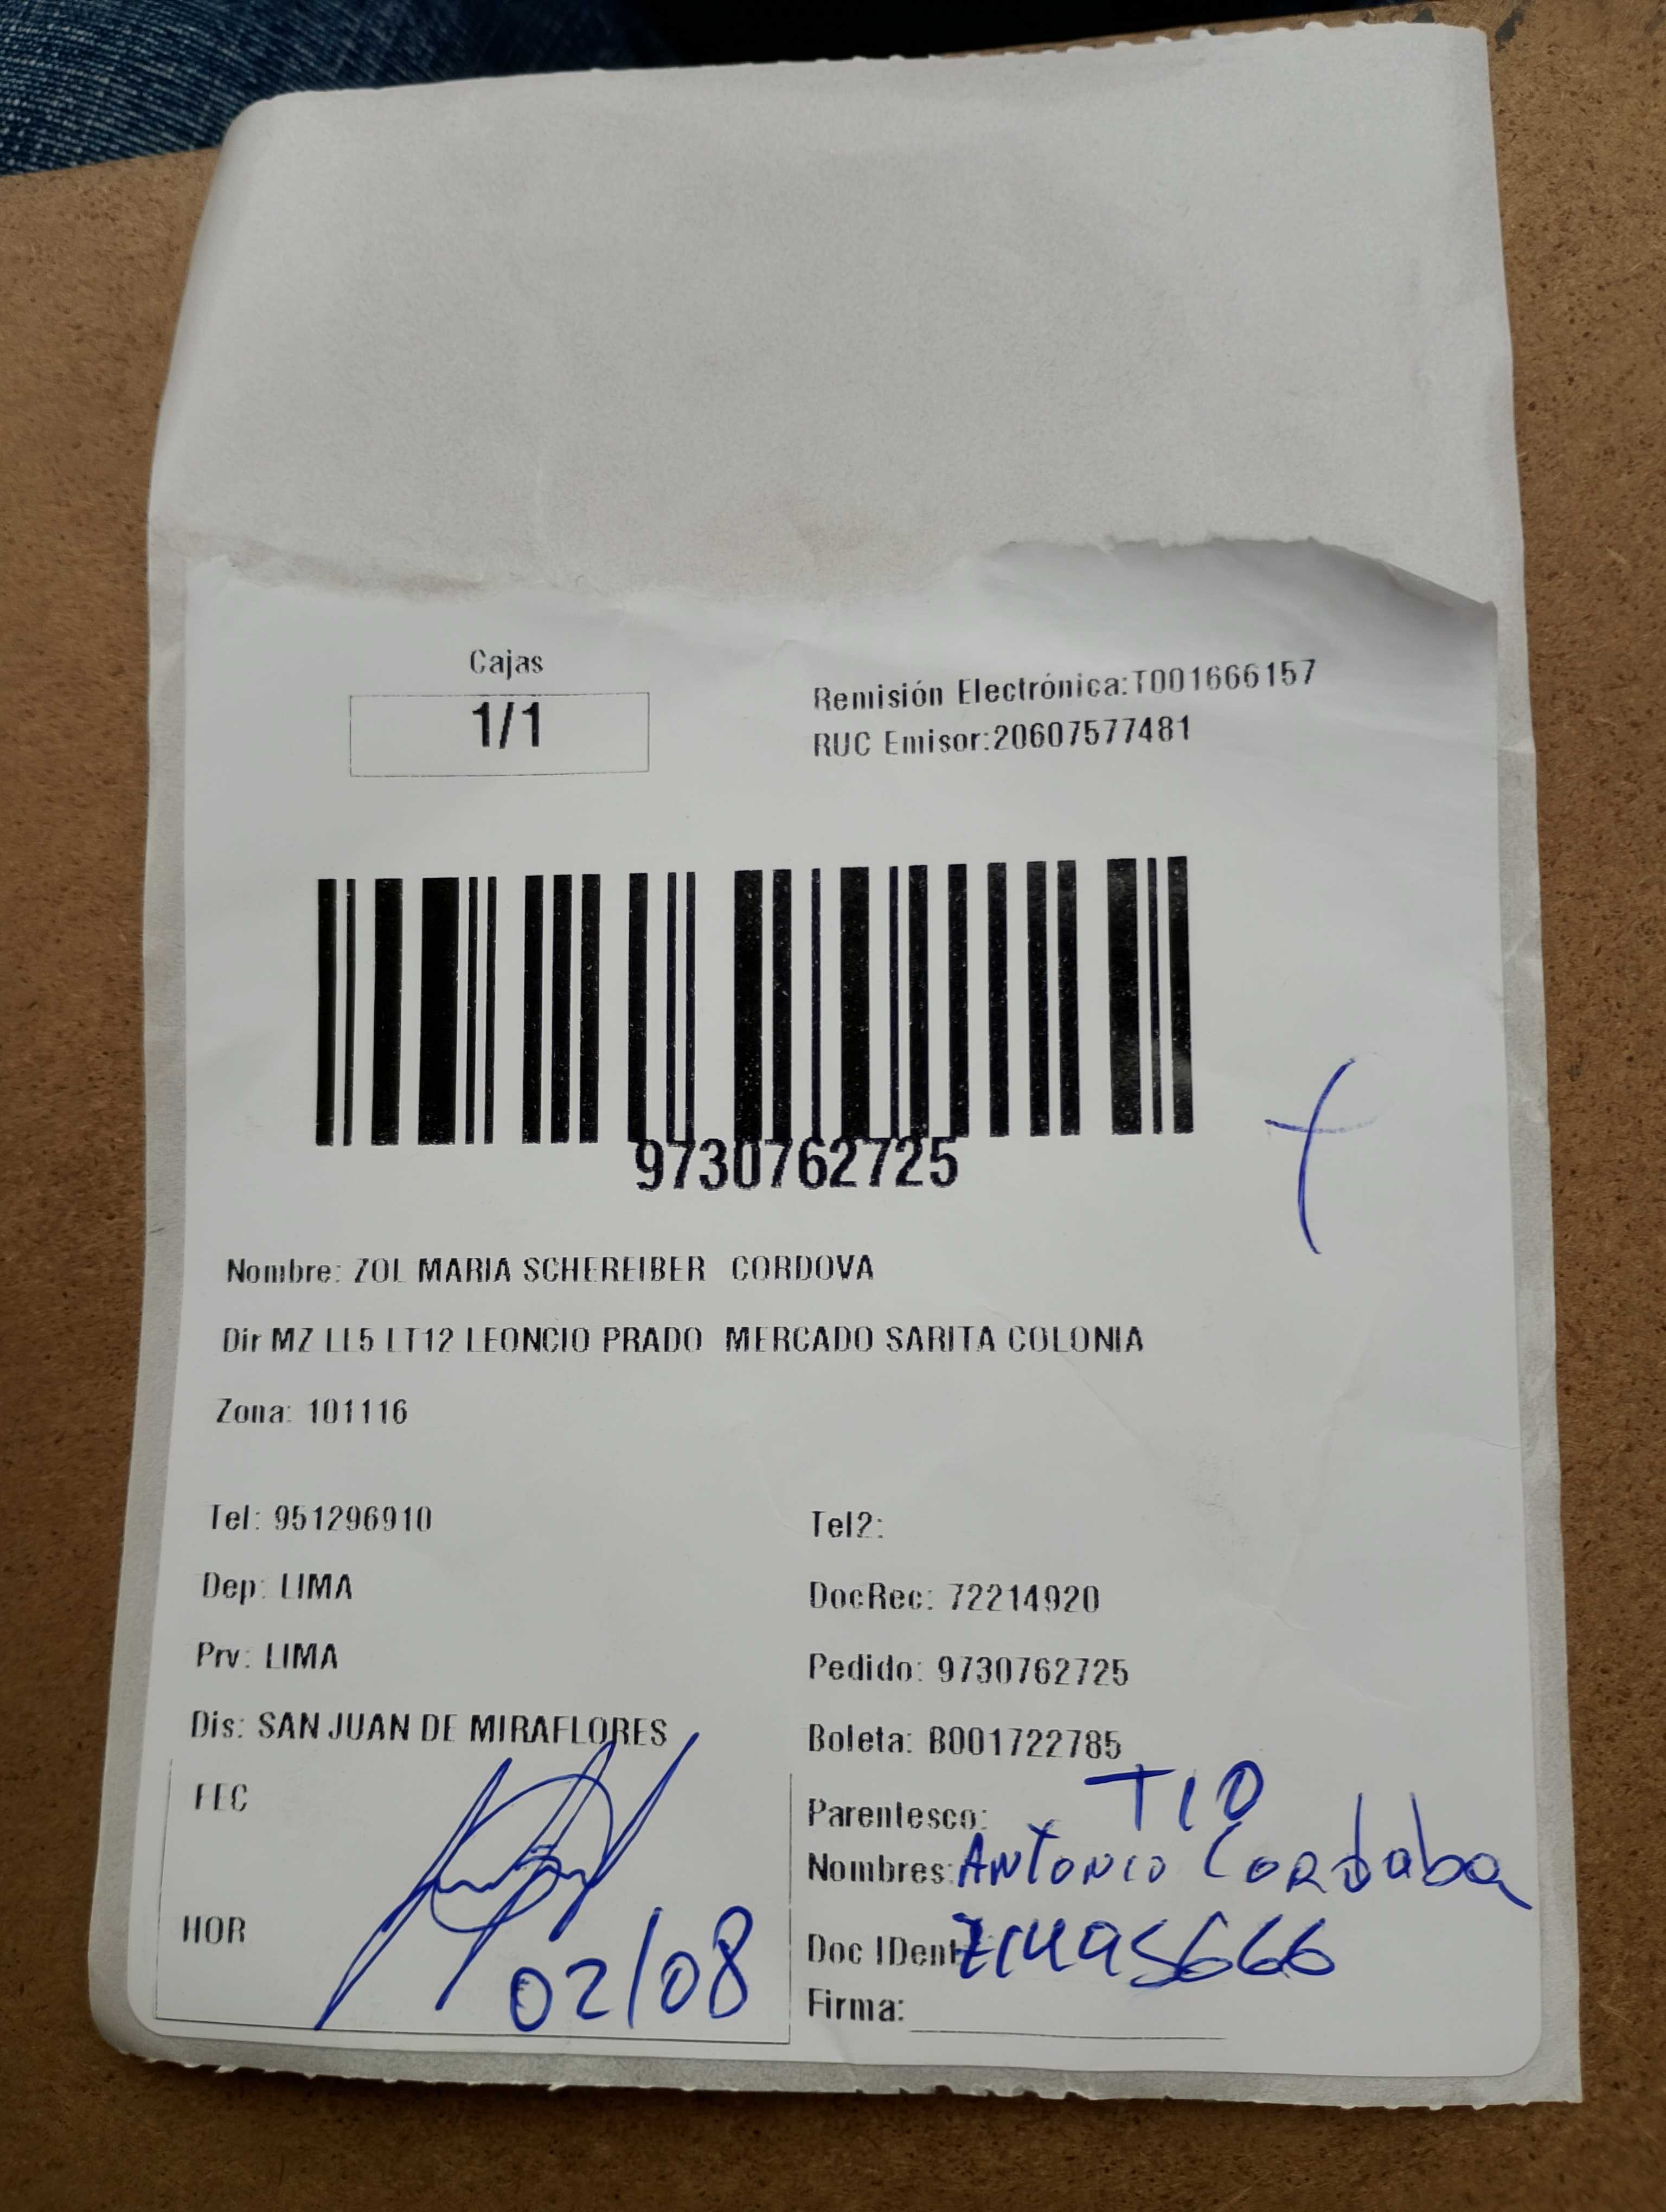 Cajas
1/1
Remisión Electrónica:T001666157
RUC Emisor:20607577481
9730762725
Nombre: ZOL MARIA SCHEREIBER CORDOVA
Dir MZ LL5 LT12 LEONCIO PRADO MERCADO SARITA COLONIA
Zona: 101116
Tel: 951296910
Tel2:
Dep: LIMA
DocRec: 72214920
Prv: LIMA
Pedido: 9730762725
Dis: SAN JUAN DE MIRAFLORES
Boleta: B001722785
FEC
Parentesco: TIO
Nombres: ANTONIO CORdaba
HOR
02/08
Doc IDent
Firma: